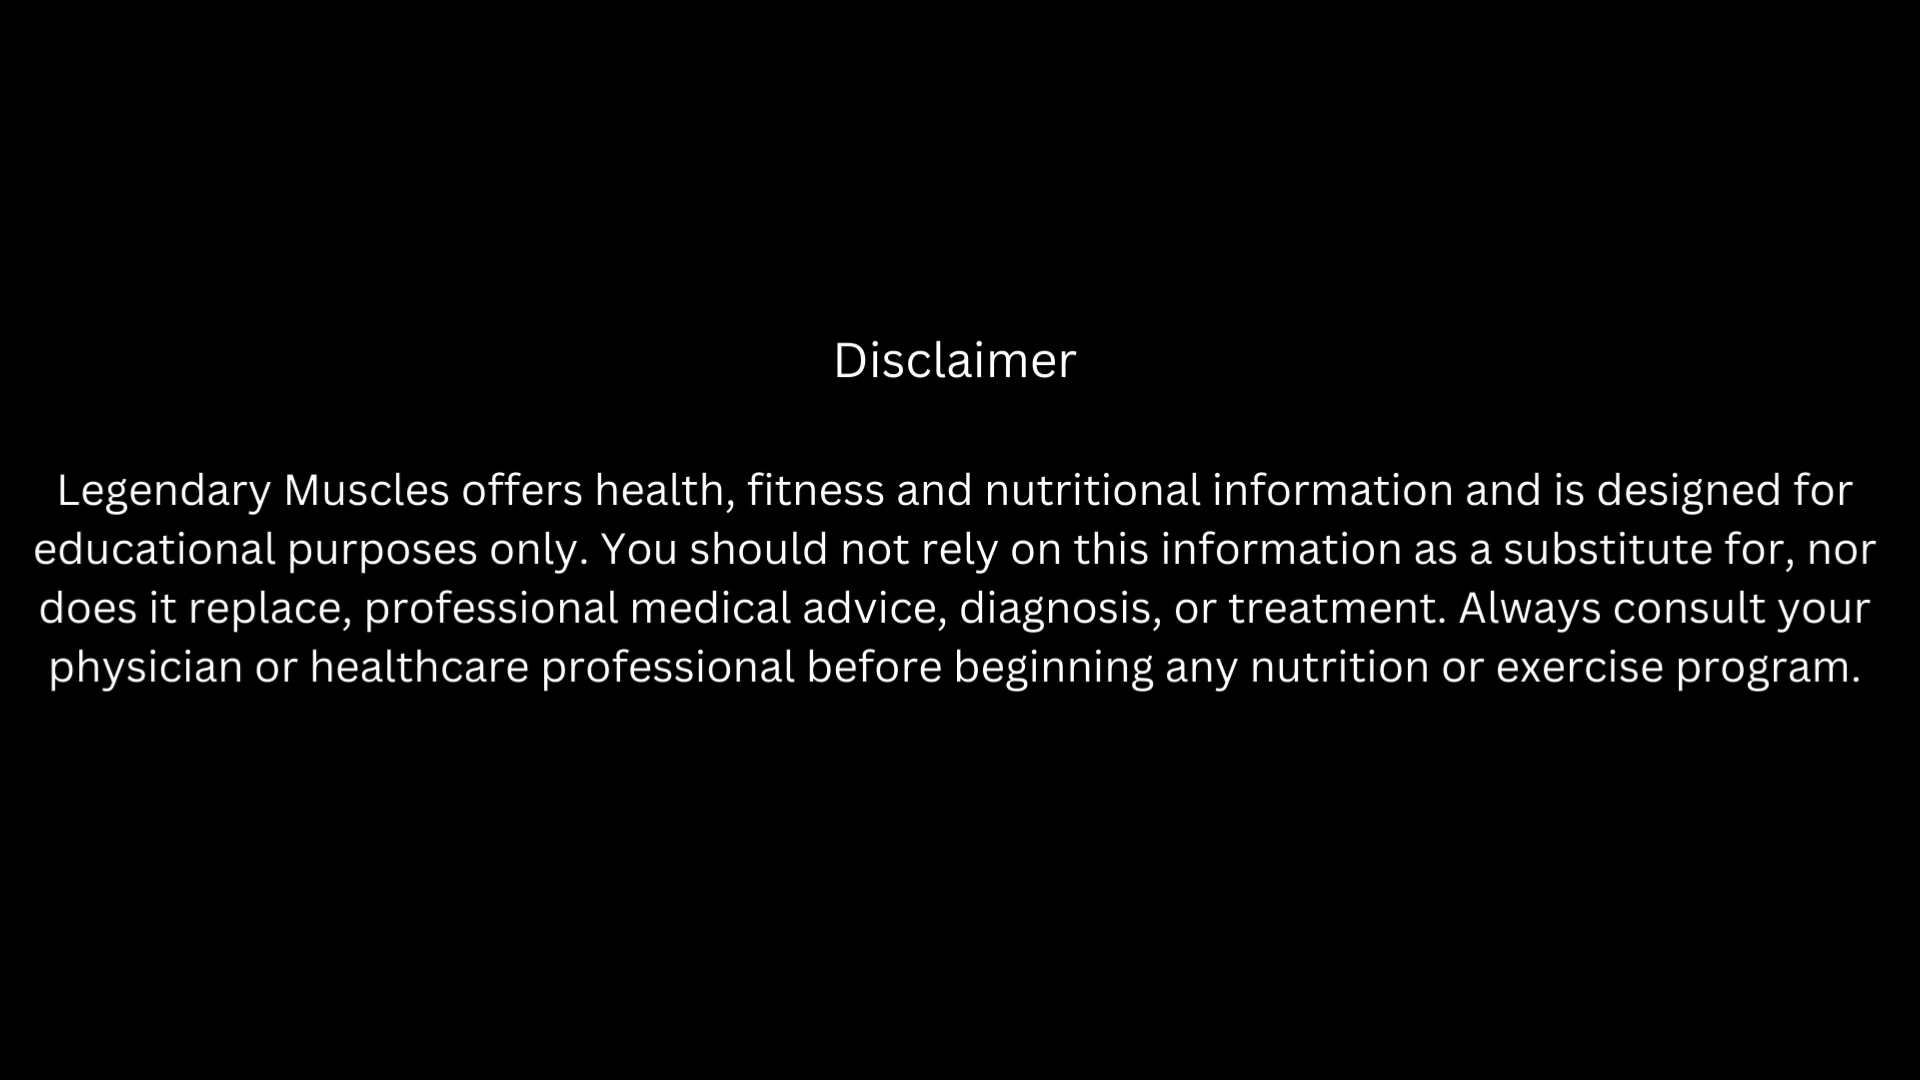 Disclaimer
Legendary Muscles offers health, fitness and nutritional information and is designed for
educational purposes only. You should not rely on this information as a substitute for, nor
does it replace, professional medical advice, diagnosis, or treatment. Always consult your
physician or healthcare professional before beginning any nutrition or exercise program.